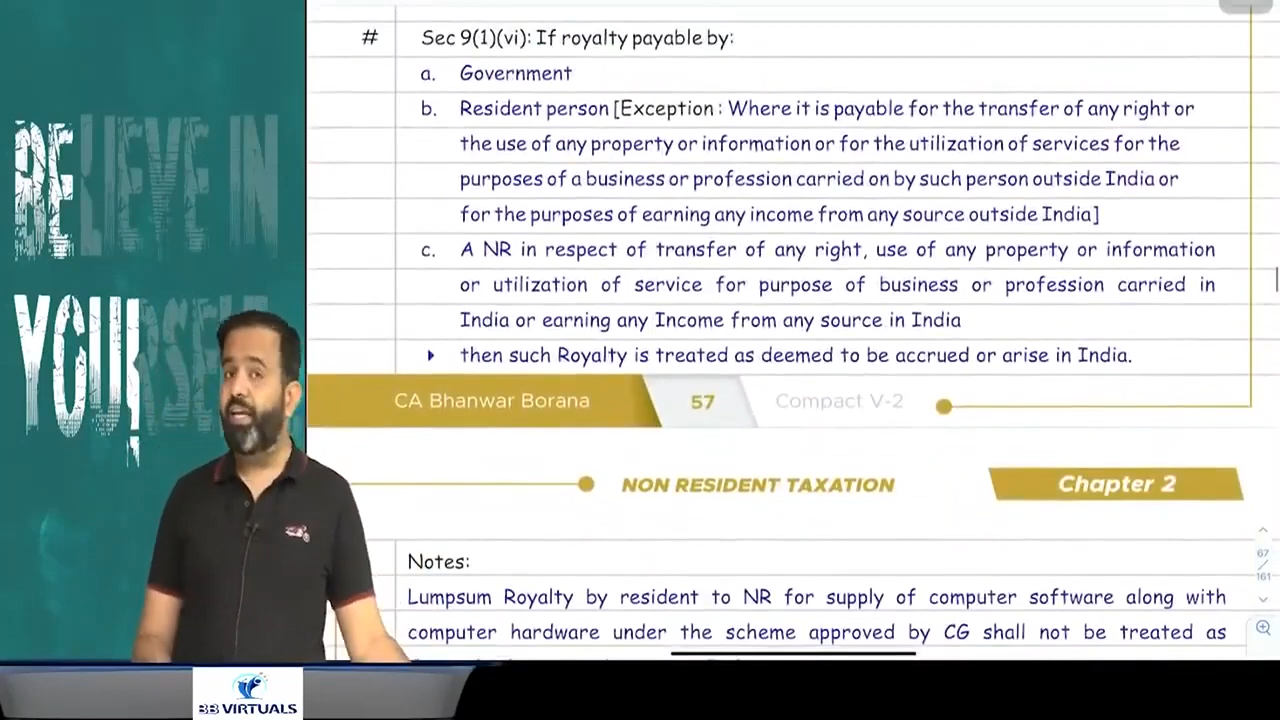 BELIEVE IN
YOURSELF
# Sec 9(1)(vi): If royalty payable by:
a. Government
b. Resident person [Exception : Where it is payable for the transfer of any right or
the use of any property or information or for the utilization of services for the
purposes of a business or profession carried on by such person outside India or
for the purposes of earning any income from any source outside India]
c. A NR in respect of transfer of any right, use of any property or information
or utilization of service for purpose of business or profession carried in
India or earning any Income from any source in India
then such Royalty is treated as deemed to be accrued or arise in India.
CA Bhanwar Borana 57 Compact V-2
NON RESIDENT TAXATION Chapter 2
Notes:
67
/
161
Lumpsum Royalty by resident to NR for supply of computer software along with
computer hardware under the scheme approved by CG shall not be treated as
BB VIRTUALS